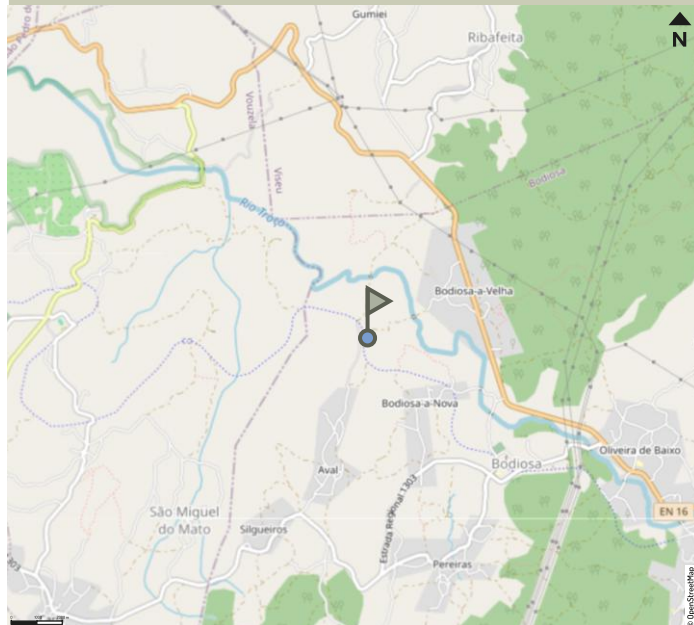 Gumiei
N
Ribafeita
Vouzela
Viseu
Bodiosa
Rio Troço
Bodiosa-a-Velha
Bodiosa-a-Nova
Aval
Bodiosa
Oliveira de Baixo
Estrada Regional 1303
São Miguel
do Mato
Silgueiros
EN 16
Pereiras
© OpenStreetMap